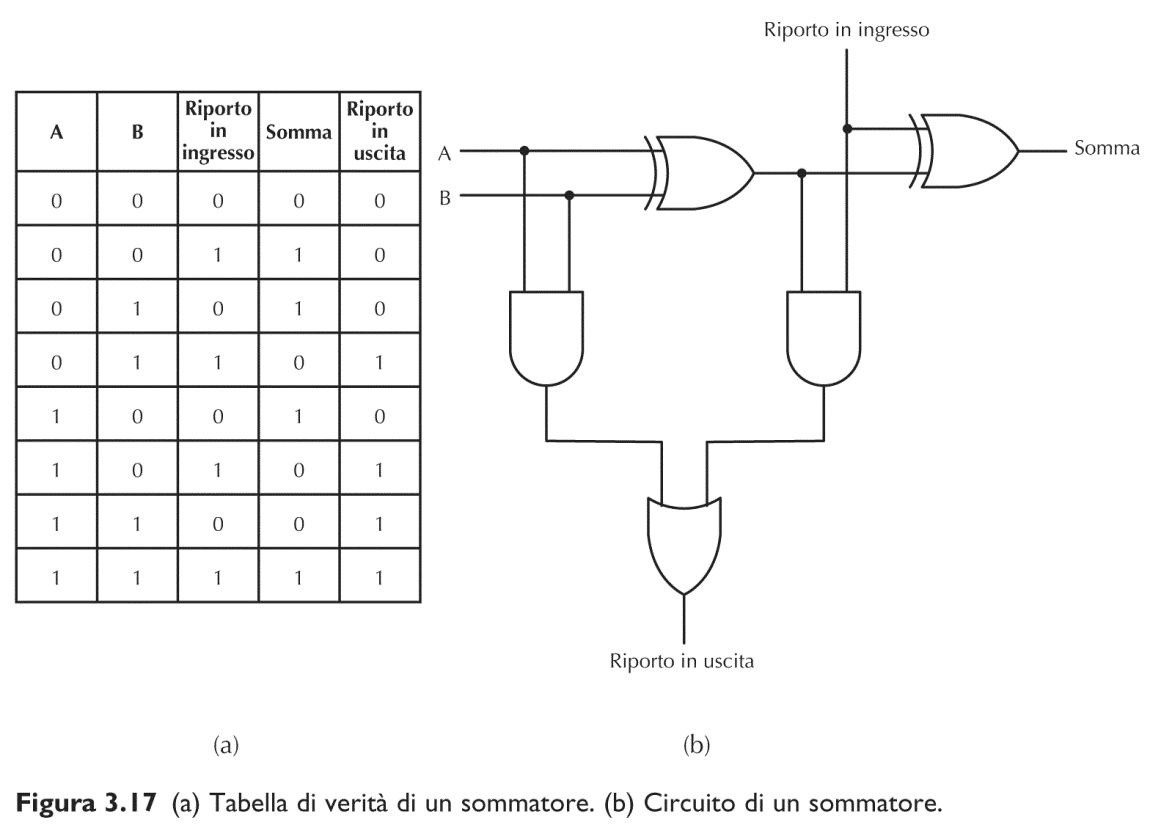 Riporto in ingresso
A B Riporto in ingresso Somma Riporto in uscita
0 0 0 0 0
0 0 1 1 0
0 1 0 1 0
0 1 1 0 1
1 0 0 1 0
1 0 1 0 1
1 1 0 0 1
1 1 1 1 1
A
B
Somma
Riporto in uscita
(a)
(b)
Figura 3.17 (a) Tabella di verità di un sommatore. (b) Circuito di un sommatore.